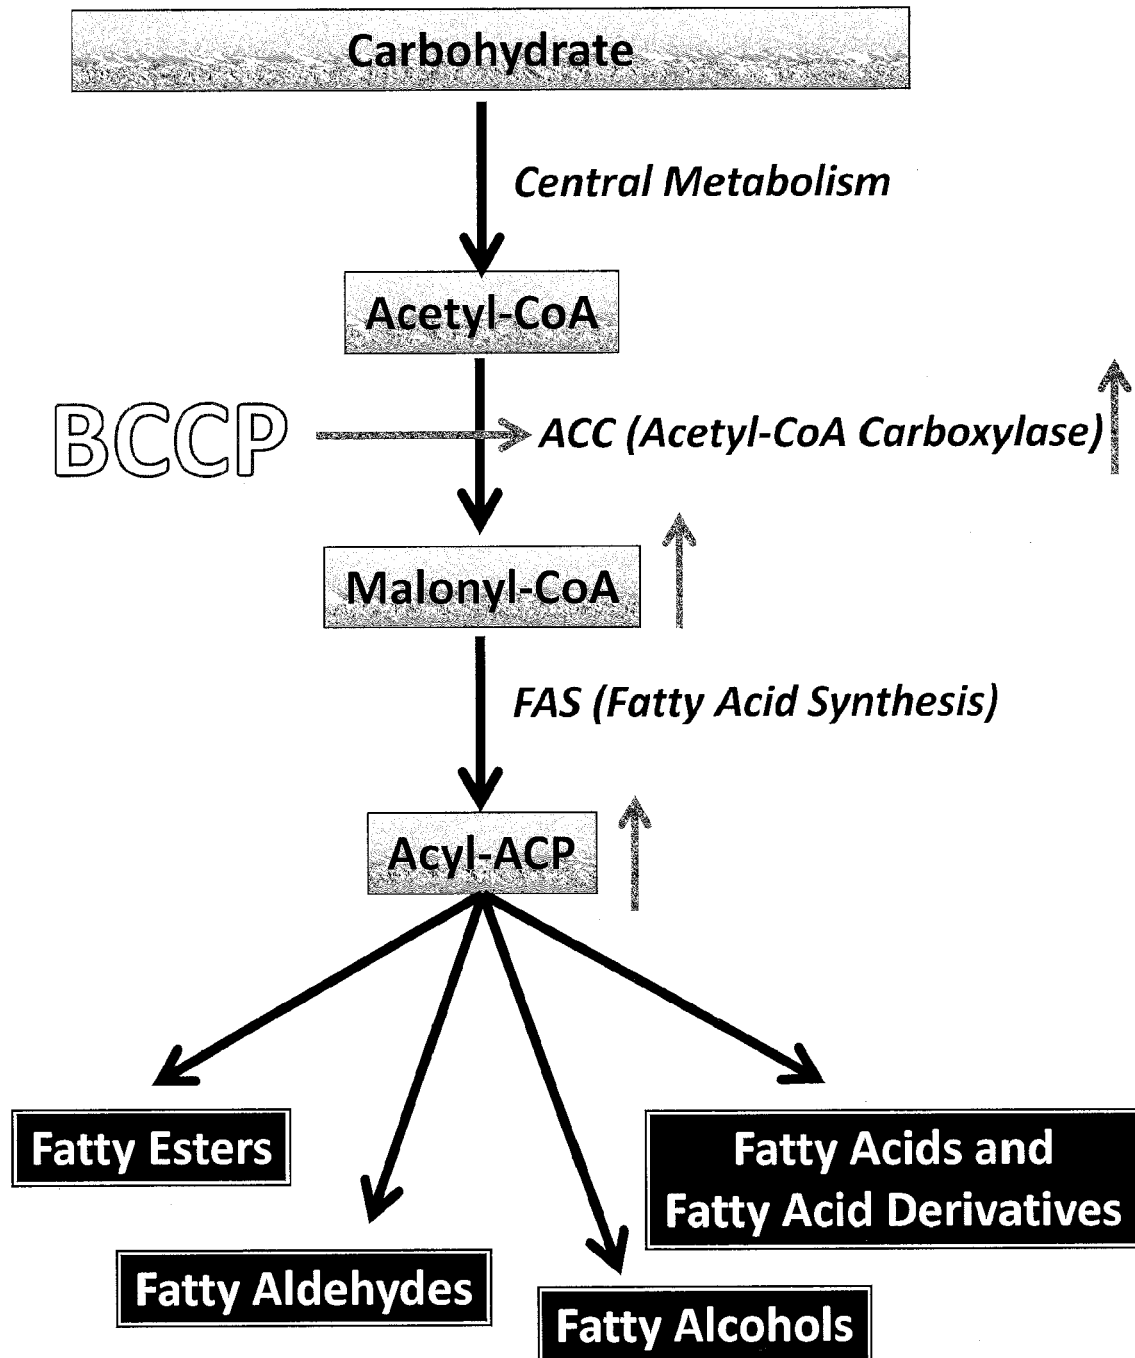 Carbohydrate
Central Metabolism
Acetyl-CoA
BCCP
ACC (Acetyl-CoA Carboxylase)
Malonyl-CoA
FAS (Fatty Acid Synthesis)
Acyl-ACP
Fatty Esters
Fatty Acids and
Fatty Acid Derivatives
Fatty Aldehydes
Fatty Alcohols